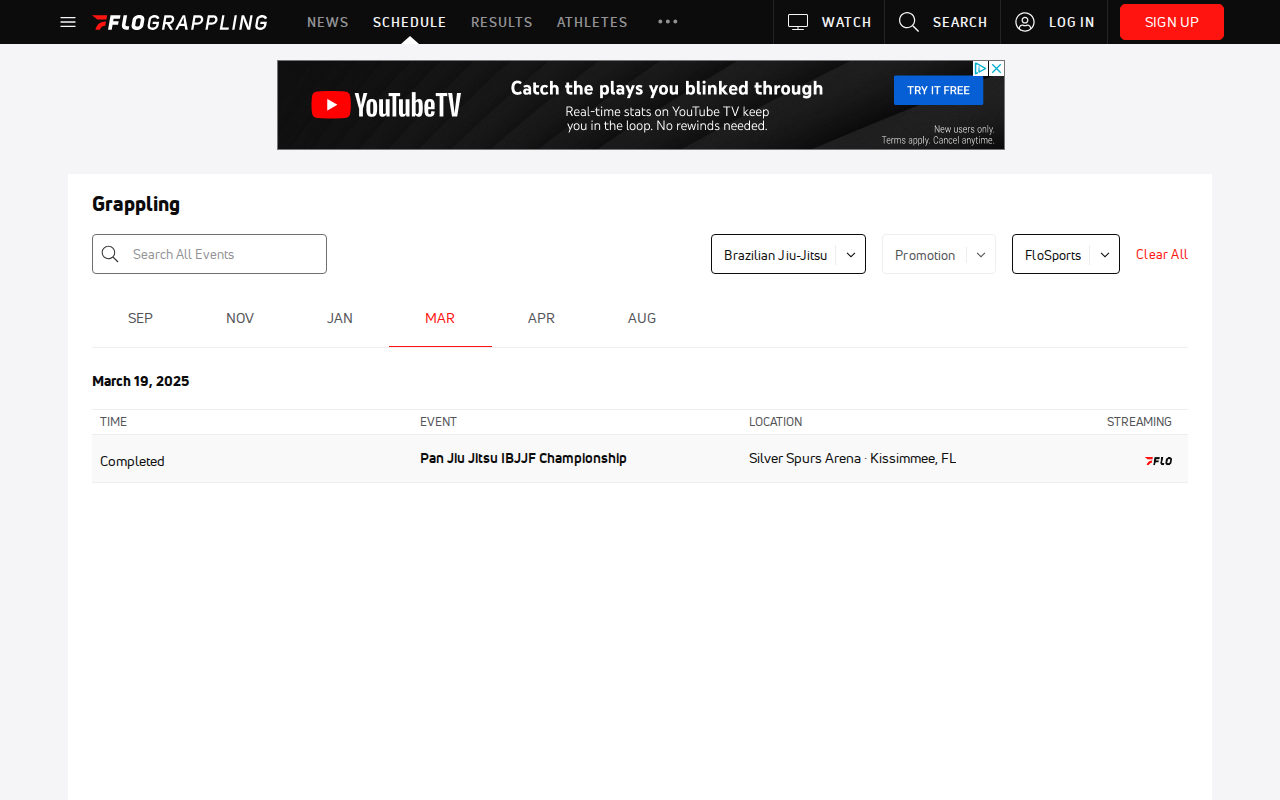 FLOGRAPPLING NEWS SCHEDULE RESULTS ATHLETES WATCH SEARCH LOG IN SIGN UP
YouTubeTV
Catch the plays you blinked through
Real-time stats on YouTube TV keep
you in the loop. No rewinds needed.
TRY IT FREE
New users only.
Terms apply. Cancel anytime.
Grappling
Search All Events Brazilian Jiu-Jitsu Promotion FloSports Clear All
SEP NOV JAN MAR APR AUG
March 19, 2025
TIME EVENT LOCATION STREAMING
Completed Pan Jiu Jitsu IBJJF Championship Silver Spurs Arena · Kissimmee, FL FLO